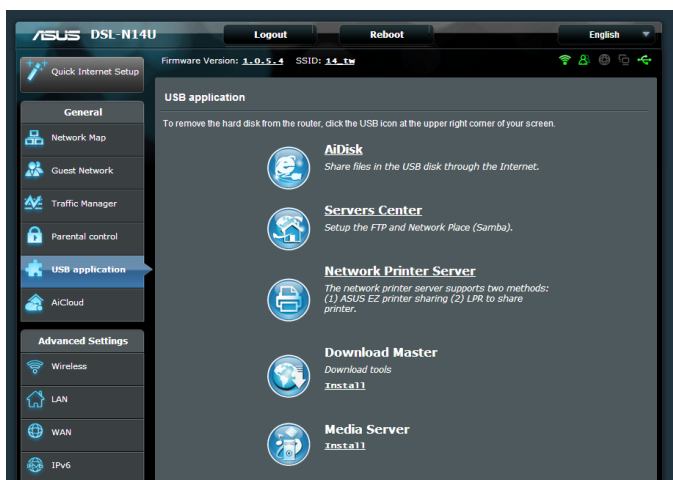 ASUS DSL-N14U Logout Reboot English
Quick Internet Setup
Firmware Version: 1.0.5.4 SSID: 14_tw
General
Network Map
Guest Network
Traffic Manager
Parental control
USB application
AiCloud
Advanced Settings
Wireless
LAN
WAN
IPv6
USB application
To remove the hard disk from the router, click the USB icon at the upper right corner of your screen.
AiDisk
Share files in the USB disk through the Internet.
Servers Center
Setup the FTP and Network Place (Samba).
Network Printer Server
The network printer server supports two methods:
(1) ASUS EZ printer sharing (2) LPR to share
printer.
Download Master
Download tools
Install
Media Server
Install